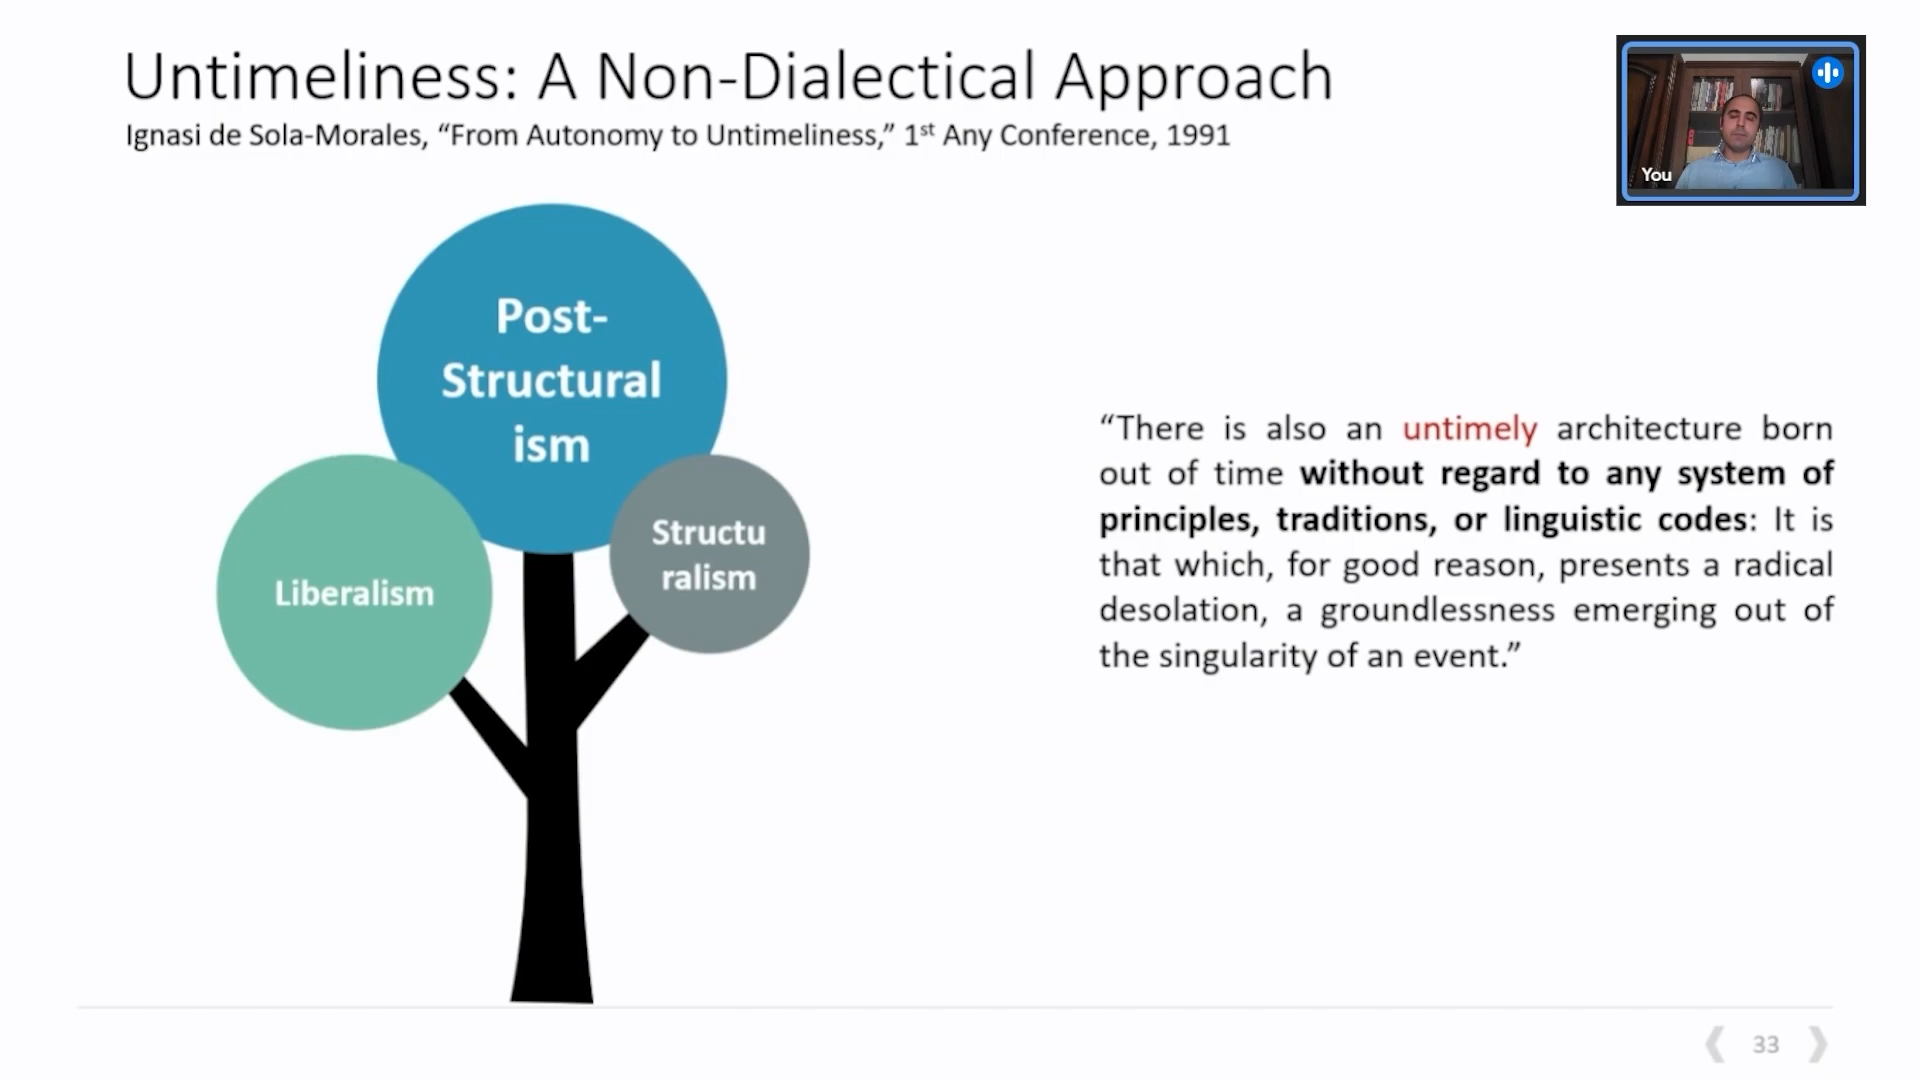 Untimeliness: A Non-Dialectical Approach
Ignasi de Sola-Morales, “From Autonomy to Untimeliness,” 1st Any Conference, 1991
You
Post-
Structural
ism
Liberalism
Structu
ralism
“There is also an untimely architecture born
out of time without regard to any system of
principles, traditions, or linguistic codes: It is
that which, for good reason, presents a radical
desolation, a groundlessness emerging out of
the singularity of an event.”
33